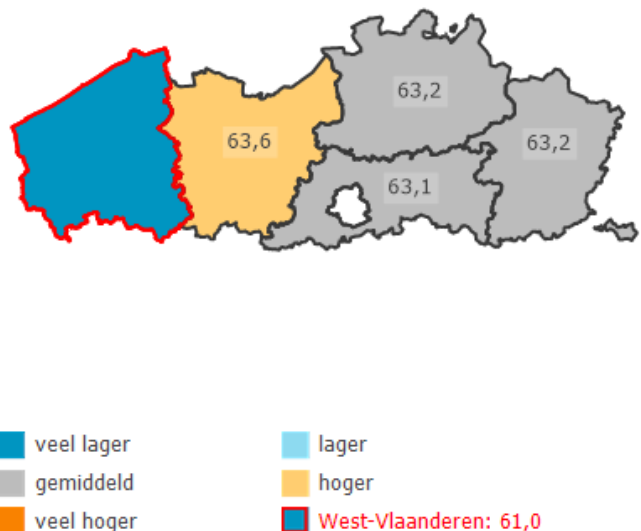 63,2
63,6
63,2
63,1
veel lager
lager
gemiddeld
hoger
veel hoger
West-Vlaanderen: 61,0